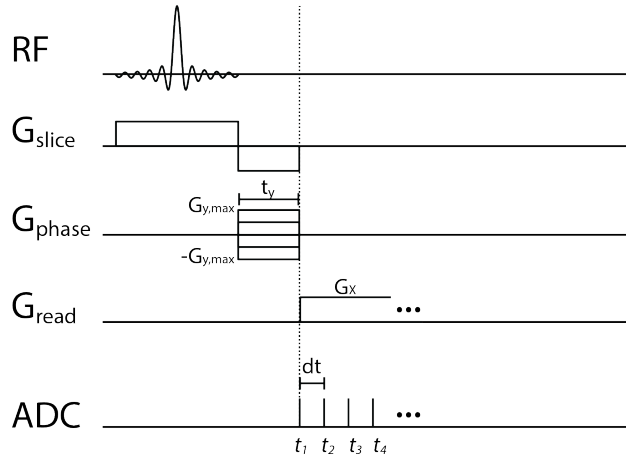 RF
Gslice
ty
Gy,max
Gphase
-Gy,max
Gx
Gread
•••
dt
ADC
•••
t1 t2 t3 t4